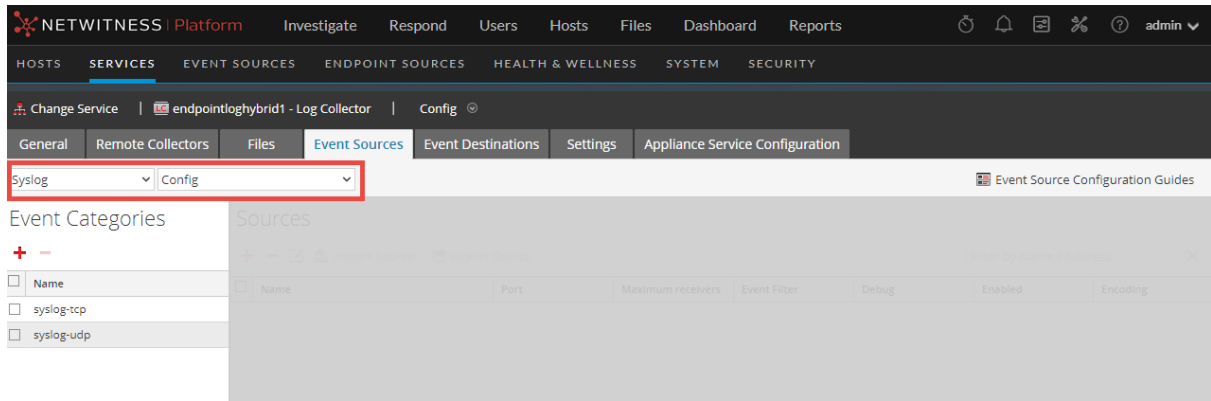 NETWITNESS | Platform Investigate Respond Users Hosts Files Dashboard Reports admin
HOSTS SERVICES EVENT SOURCES ENDPOINT SOURCES HEALTH & WELLNESS SYSTEM SECURITY
Change Service | LC endpointloghybrid1 - Log Collector | Config
General Remote Collectors Files Event Sources Event Destinations Settings Appliance Service Configuration
Syslog Config Event Source Configuration Guides
Event Categories Sources
Name Name Port Maximum receivers Event Filter Debug Enabled Encoding
syslog-tcp
syslog-udp